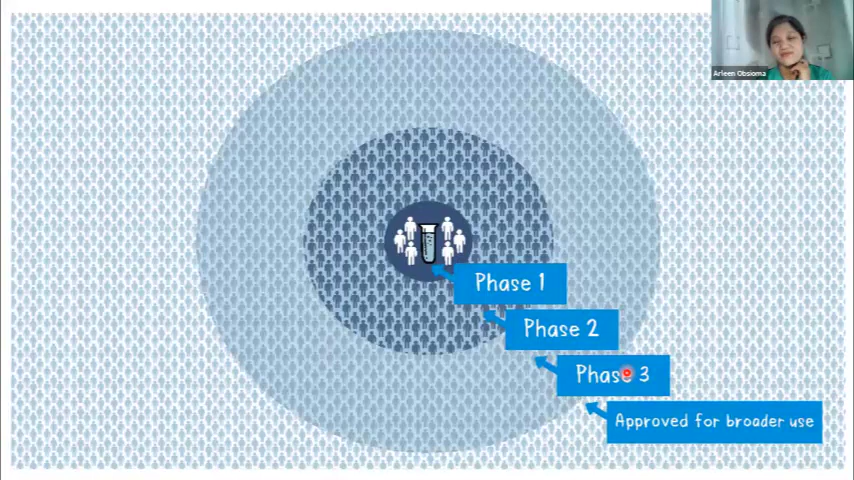 Arleen Obsioma
Phase 1
Phase 2
Phase 3
Approved for broader use